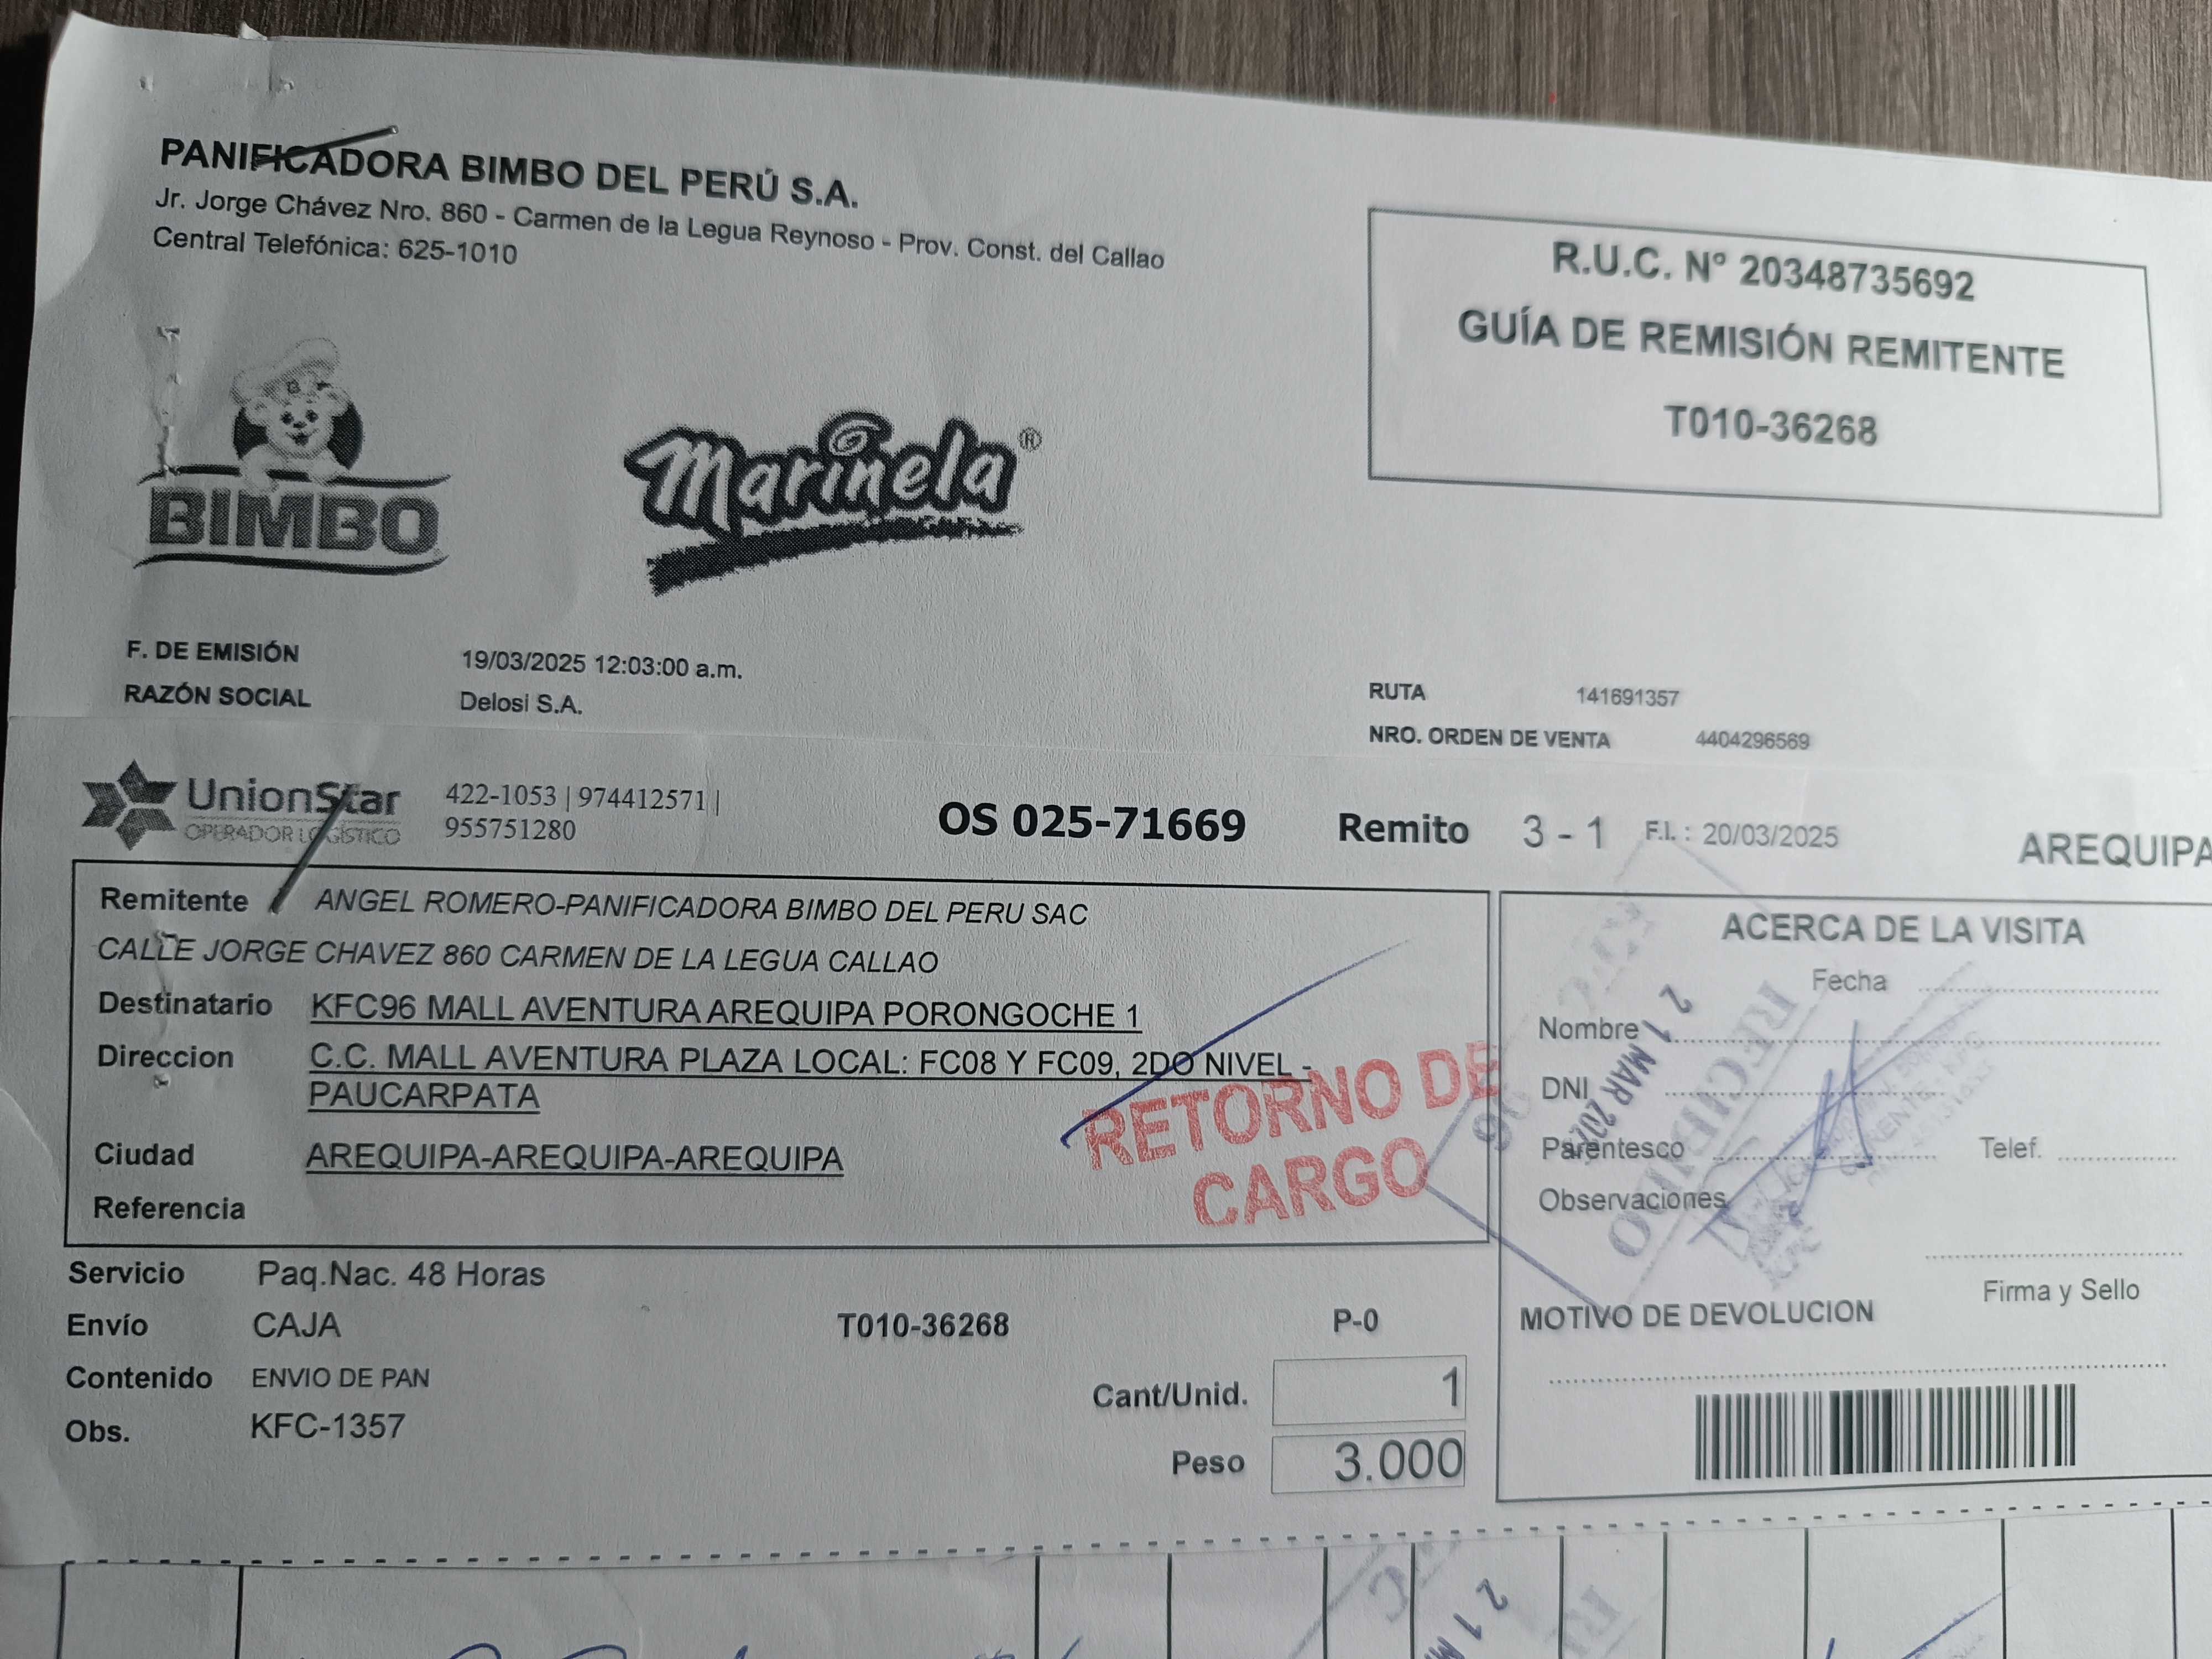 PANIFICADORA BIMBO DEL PERÚ S.A.
Jr. Jorge Chávez Nro. 860 - Carmen de la Legua Reynoso - Prov. Const. del Callao
Central Telefónica: 625-1010
R.U.C. Nº 20348735692
GUÍA DE REMISIÓN REMITENTE
T010-36268
BIMBO
Marinela®
F. DE EMISIÓN 19/03/2025 12:03:00 a.m.
RAZÓN SOCIAL Delosi S.A.
RUTA 141691357
NRO. ORDEN DE VENTA 4404296569
UnionStar
OPERADOR LOGÍSTICO
422-1053 | 974412571 |
955751280
OS 025-71669 Remito 3 - 1 F.I. : 20/03/2025 AREQUIPA
Remitente ANGEL ROMERO-PANIFICADORA BIMBO DEL PERU SAC
CALLE JORGE CHAVEZ 860 CARMEN DE LA LEGUA CALLAO
Destinatario KFC96 MALL AVENTURA AREQUIPA PORONGOCHE 1
Direccion C.C. MALL AVENTURA PLAZA LOCAL: FC08 Y FC09, 2DO NIVEL -
PAUCARPATA
Ciudad AREQUIPA-AREQUIPA-AREQUIPA
Referencia
RETORNO DE
CARGO
ACERCA DE LA VISITA
Fecha
Nombre
DNI
Parentesco Telef.
Observaciones
Firma y Sello
MOTIVO DE DEVOLUCION
RECIBIDO
21 MAR
96
Servicio Paq.Nac. 48 Horas
Envío CAJA T010-36268 P-0
Contenido ENVIO DE PAN
Obs. KFC-1357
Cant/Unid. 1
Peso 3.000
21 M